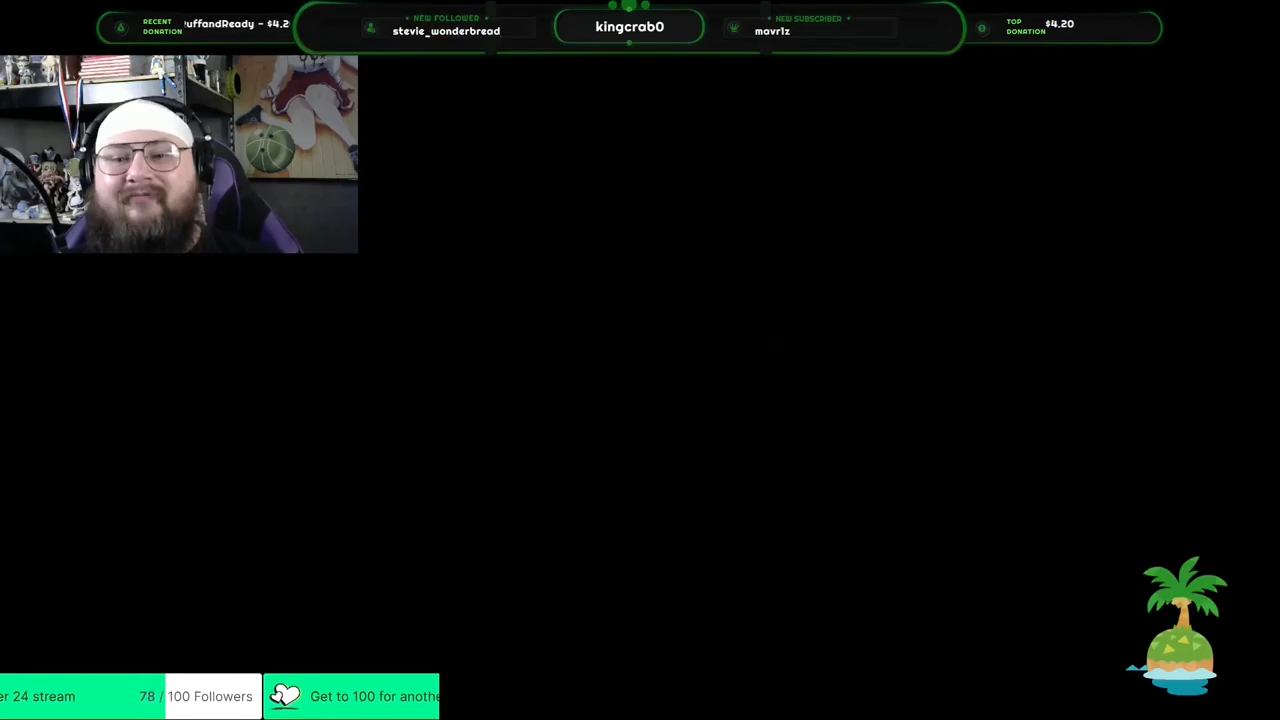 RECENT
DONATION
uffandReady - $4.2
NEW FOLLOWER
stevie_wonderbread
kingcrab0
NEW SUBSCRIBER
mavr1z
TOP
DONATION
$4.20
er 24 stream
78 / 100 Followers
Get to 100 for anothe